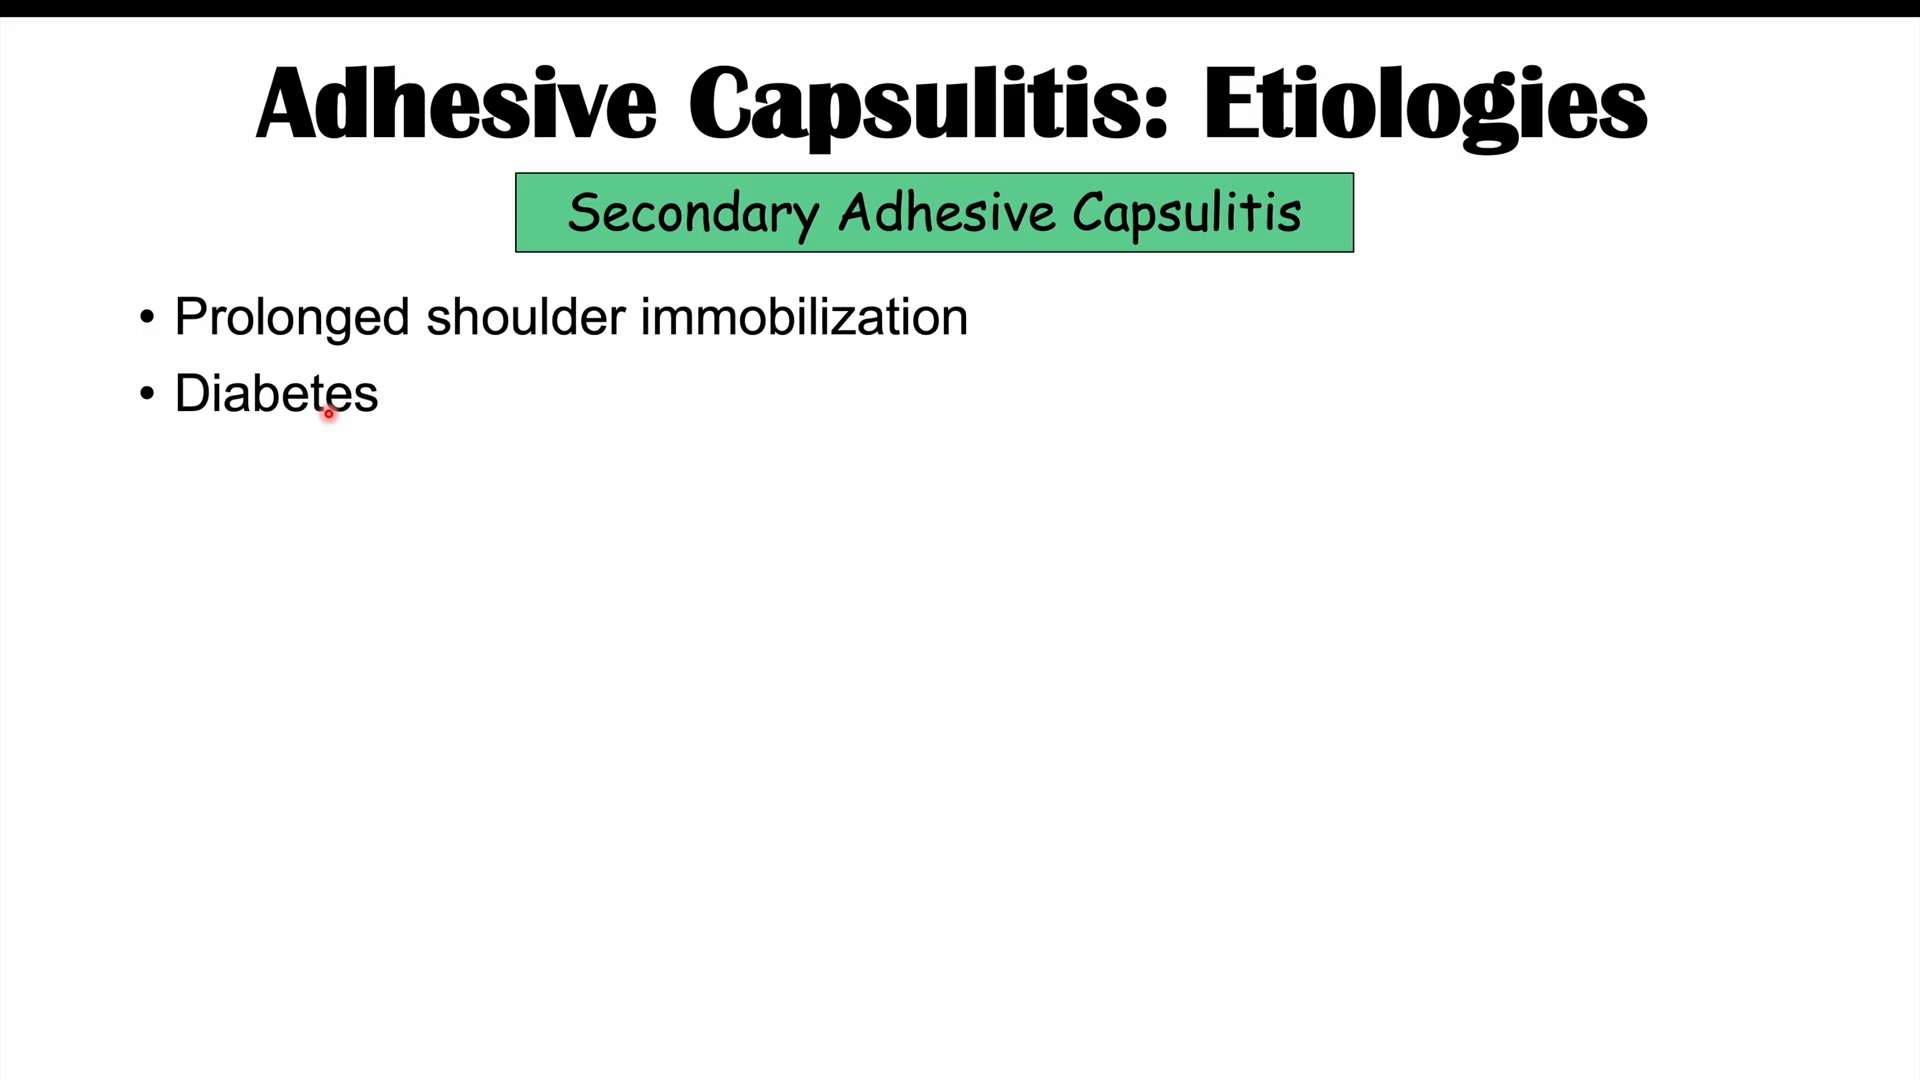 Adhesive Capsulitis: Etiologies
Secondary Adhesive Capsulitis
• Prolonged shoulder immobilization
• Diabetes